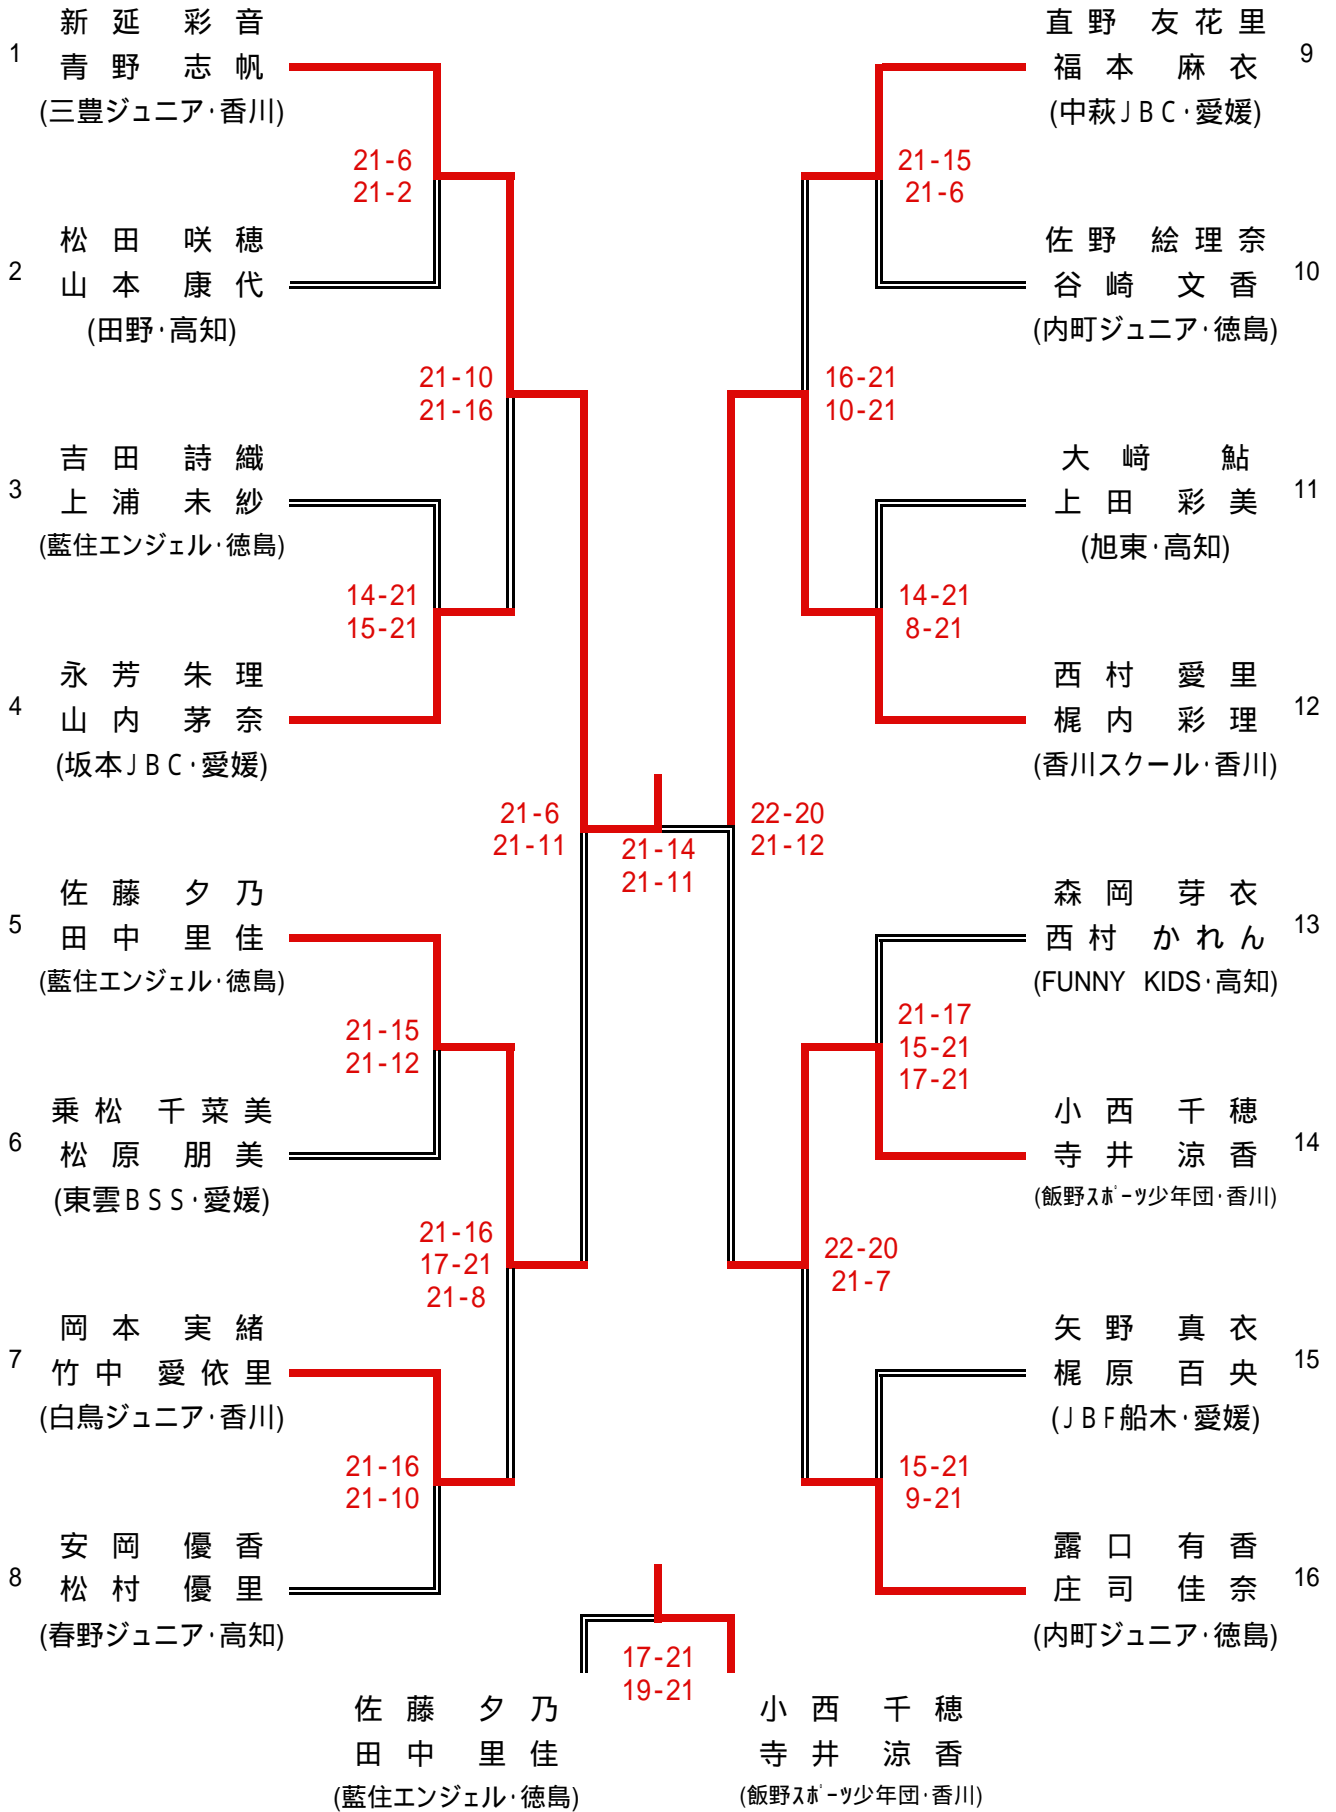 1
新延 彩音
青野 志帆
(三豊ジュニア・香川)
21-6
21-2
2
松田 咲穂
山本 康代
(田野・高知)
21-10
21-16
3
吉田 詩織
上浦 未紗
(藍住エンジェル・徳島)
14-21
15-21
4
永芳 朱理
山内 茅奈
(坂本JBC・愛媛)
21-6
21-11
5
佐藤 夕乃
田中 里佳
(藍住エンジェル・徳島)
21-15
21-12
6
乗松 千菜美
松原 朋美
(東雲BSS・愛媛)
21-16
17-21
21-8
7
岡本 実緒
竹中 愛依里
(白鳥ジュニア・香川)
21-16
21-10
8
安岡 優香
松村 優里
(春野ジュニア・高知)
21-14
21-11
直野 友花里
福本 麻衣
(中萩JBC・愛媛)
9
21-15
21-6
佐野 絵理奈
谷崎 文香
(内町ジュニア・徳島)
10
16-21
10-21
大﨑 鮎
上田 彩美
(旭東・高知)
11
14-21
8-21
西村 愛里
梶内 彩理
(香川スクール・香川)
12
22-20
21-12
森岡 芽衣
西村 かれん
(FUNNY KIDS・高知)
13
21-17
15-21
17-21
小西 千穂
寺井 涼香
(飯野スポーツ少年団・香川)
14
22-20
21-7
矢野 真衣
梶原 百央
(JBF船木・愛媛)
15
15-21
9-21
露口 有香
庄司 佳奈
(内町ジュニア・徳島)
16
17-21
19-21
佐藤 夕乃
田中 里佳
(藍住エンジェル・徳島)
小西 千穂
寺井 涼香
(飯野スポーツ少年団・香川)